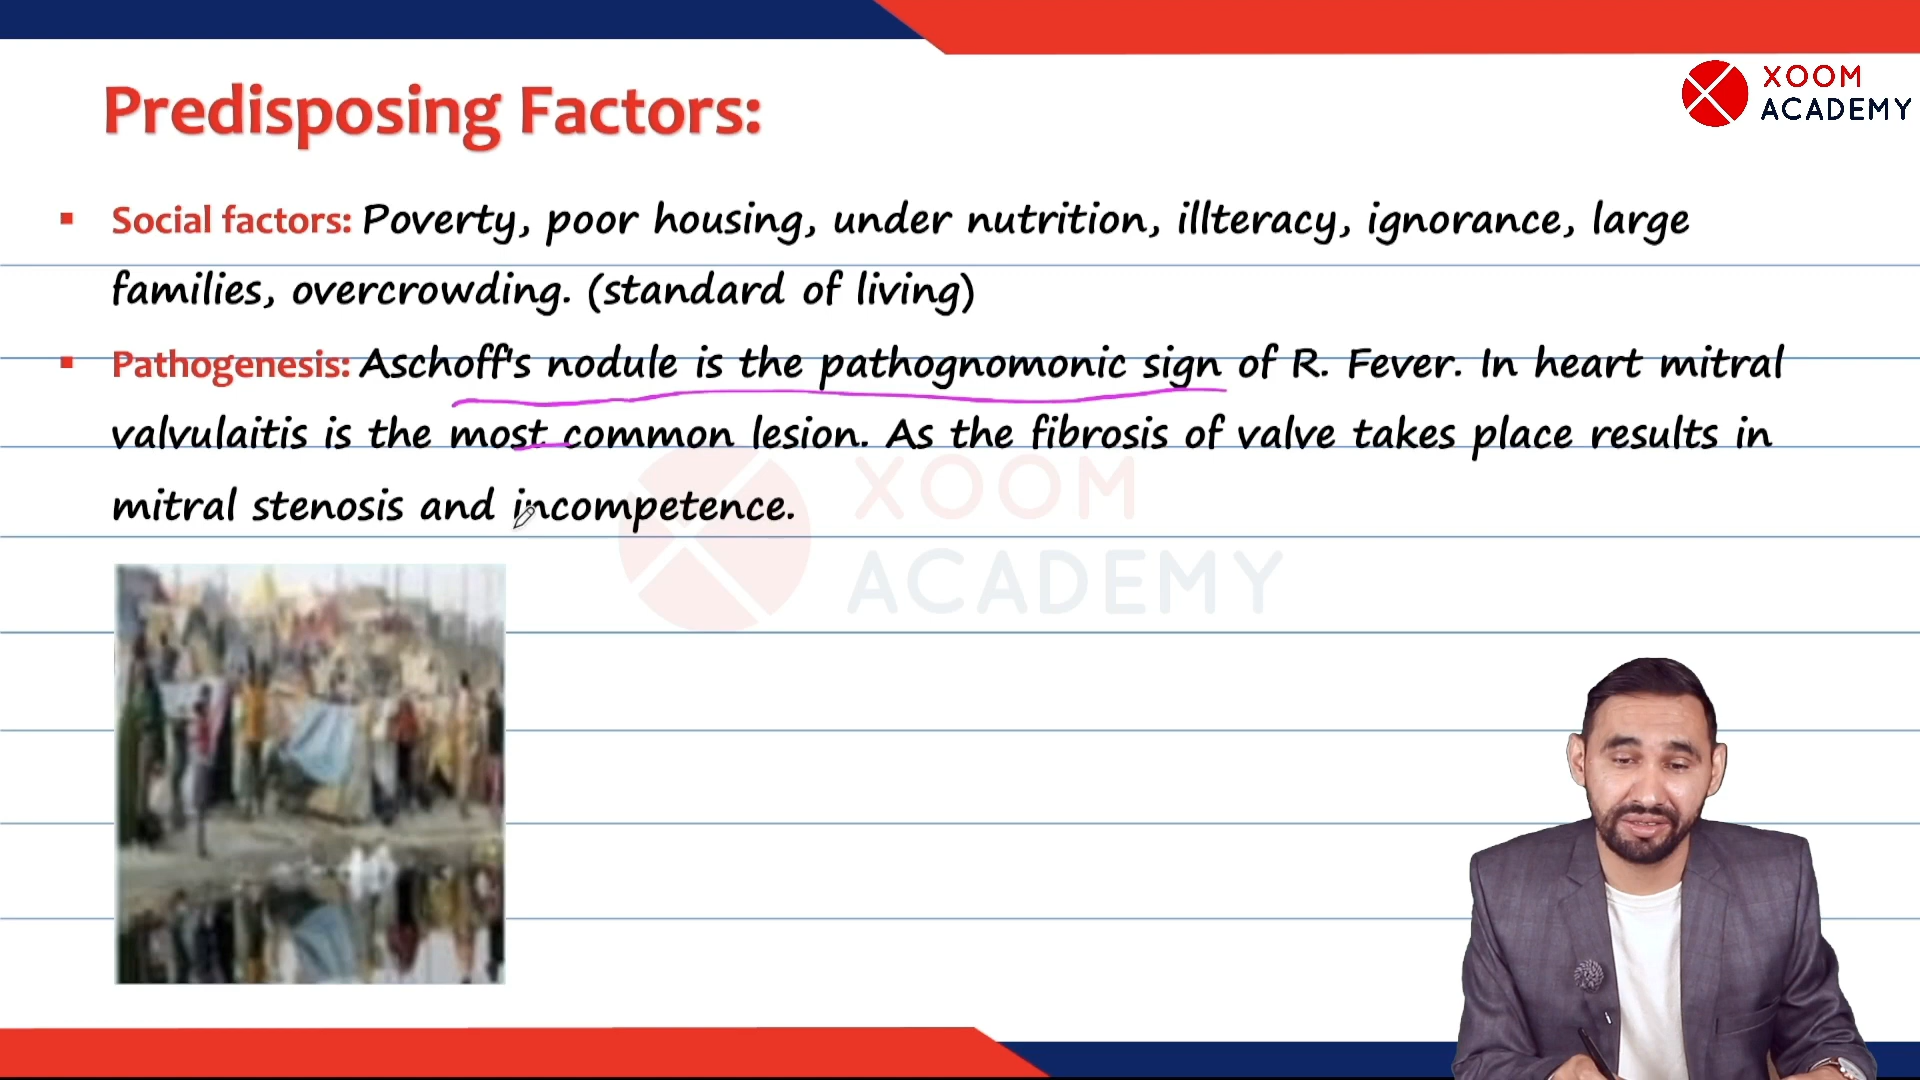 XOOM
ACADEMY
Predisposing Factors:
▪ Social factors: Poverty, poor housing, under nutrition, illteracy, ignorance, large
families, overcrowding. (standard of living)
▪ Pathogenesis: Aschoff's nodule is the pathognomonic sign of R. Fever. In heart mitral
valvulaitis is the most common lesion. As the fibrosis of valve takes place results in
mitral stenosis and incompetence.
XOOM
ACADEMY